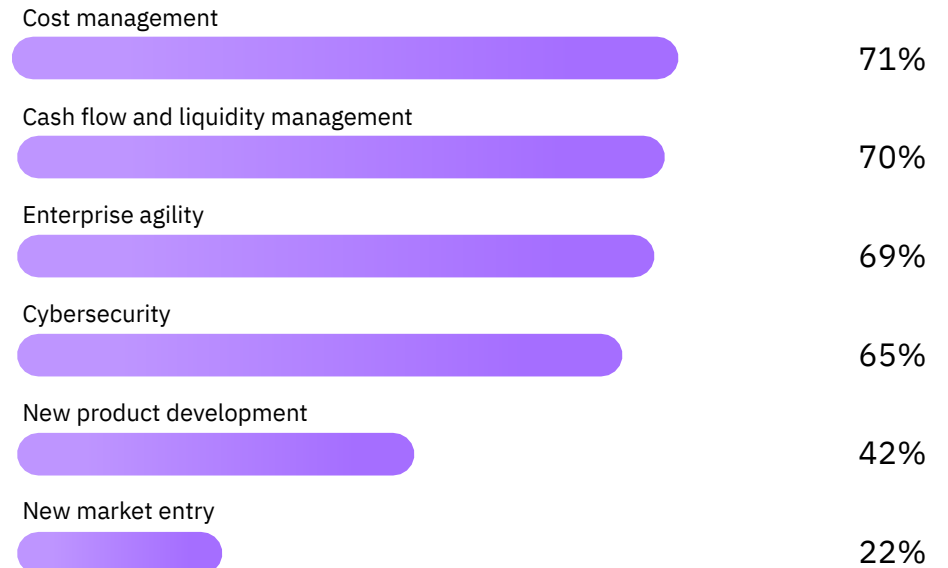 Cost management
71%
Cash flow and liquidity management
70%
Enterprise agility
69%
Cybersecurity
65%
New product development
42%
New market entry
22%